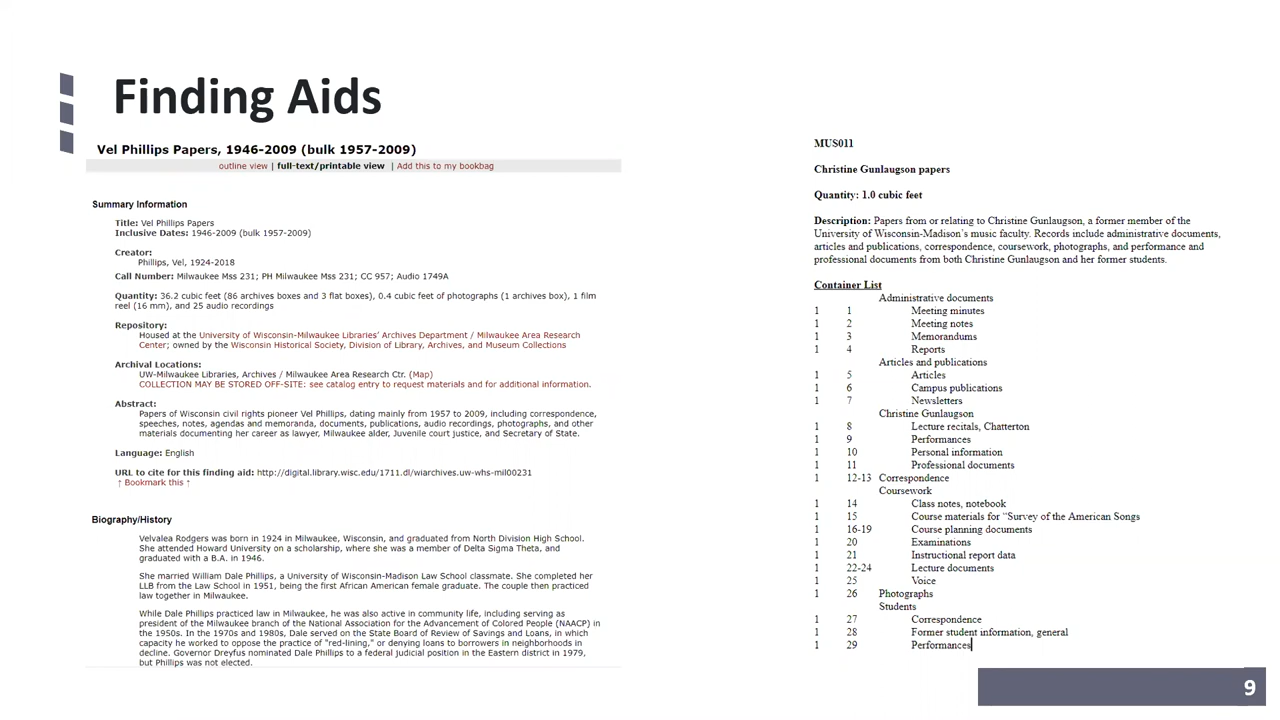 Finding Aids
Vel Phillips Papers, 1946-2009 (bulk 1957-2009)
outline view | full-text/printable view | Add this to my bookbag
Summary Information
Title: Vel Phillips Papers
Inclusive Dates: 1946-2009 (bulk 1957-2009)
Creator:
Phillips, Vel, 1924-2018
Call Number: Milwaukee Mss 231; PH Milwaukee Mss 231; CC 957; Audio 1749A
Quantity: 36.2 cubic feet (86 archives boxes and 3 flat boxes), 0.4 cubic feet of photographs (1 archives box), 1 film
reel (16 mm), and 25 audio recordings
Repository:
Housed at the University of Wisconsin-Milwaukee Libraries' Archives Department / Milwaukee Area Research
Center; owned by the Wisconsin Historical Society, Division of Library, Archives, and Museum Collections
Archival Locations:
UW-Milwaukee Libraries, Archives / Milwaukee Area Research Ctr. (Map)
COLLECTION MAY BE STORED OFF-SITE: see catalog entry to request materials and for additional information.
Abstract:
Papers of Wisconsin civil rights pioneer Vel Phillips, dating mainly from 1957 to 2009, including correspondence,
speeches, notes, agendas and memoranda, documents, publications, audio recordings, photographs, and other
materials documenting her career as lawyer, Milwaukee alder, Juvenile court justice, and Secretary of State.
Language: English
URL to cite for this finding aid: http://digital.library.wisc.edu/1711.dl/wiarchives.uw-whs-mil00231
↑ Bookmark this ↑
Biography/History
Velvalea Rodgers was born in 1924 in Milwaukee, Wisconsin, and graduated from North Division High School.
She attended Howard University on a scholarship, where she was a member of Delta Sigma Theta, and
graduated with a B.A. in 1946.
She married William Dale Phillips, a University of Wisconsin-Madison Law School classmate. She completed her
LLB from the Law School in 1951, being the first African American female graduate. The couple then practiced
law together in Milwaukee.
While Dale Phillips practiced law in Milwaukee, he was also active in community life, including serving as
president of the Milwaukee branch of the National Association for the Advancement of Colored People (NAACP) in
the 1950s. In the 1970s and 1980s, Dale served on the State Board of Review of Savings and Loans, in which
capacity he worked to oppose the practice of "red-lining," or denying loans to borrowers in neighborhoods in
decline. Governor Dreyfus nominated Dale Phillips to a federal judicial position in the Eastern district in 1979,
but Phillips was not elected.
MUS011
Christine Gunlaugson papers
Quantity: 1.0 cubic feet
Description: Papers from or relating to Christine Gunlaugson, a former member of the
University of Wisconsin-Madison's music faculty. Records include administrative documents,
articles and publications, correspondence, coursework, photographs, and performance and
professional documents from both Christine Gunlaugson and her former students.
Container List
Administrative documents
1 1 Meeting minutes
1 2 Meeting notes
1 3 Memorandums
1 4 Reports
Articles and publications
1 5 Articles
1 6 Campus publications
1 7 Newsletters
Christine Gunlaugson
1 8 Lecture recitals, Chatterton
1 9 Performances
1 10 Personal information
1 11 Professional documents
1 12-13 Correspondence
Coursework
1 14 Class notes, notebook
1 15 Course materials for "Survey of the American Songs
1 16-19 Course planning documents
1 20 Examinations
1 21 Instructional report data
1 22-24 Lecture documents
1 25 Voice
1 26 Photographs
Students
1 27 Correspondence
1 28 Former student information, general
1 29 Performances
9